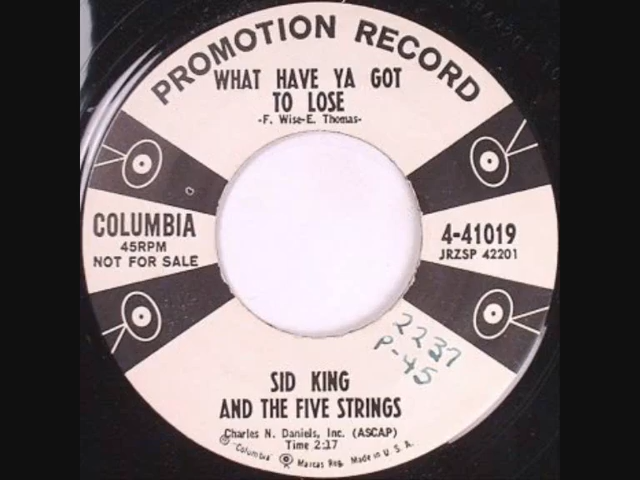 PROMOTION RECORD
WHAT HAVE YA GOT
TO LOSE
-F. Wise-E. Thomas-
COLUMBIA
45RPM
NOT FOR SALE
4-41019
JRZSP 42201
2237
P-45
SID KING
AND THE FIVE STRINGS
Charles N. Daniels, Inc. (ASCAP)
Time 2:17
"Columbia" Marcas Reg. Made in U.S.A.